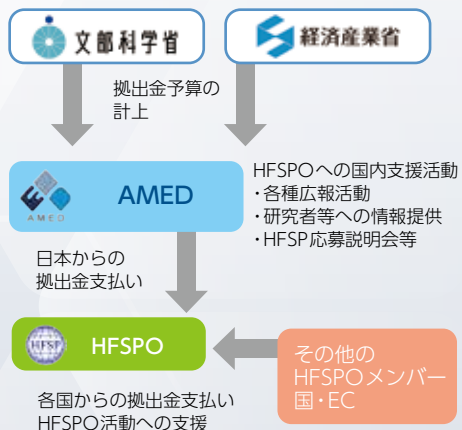 文部科学省
経済産業省
拠出金予算の
計上
AMED
AMED
HFSPOへの国内支援活動
・各種広報活動
・研究者等への情報提供
・HFSP応募説明会等
日本からの
拠出金支払い
HFSP
HFSPO
その他の
HFSPOメンバー
国・EC
各国からの拠出金支払い
HFSPO活動への支援